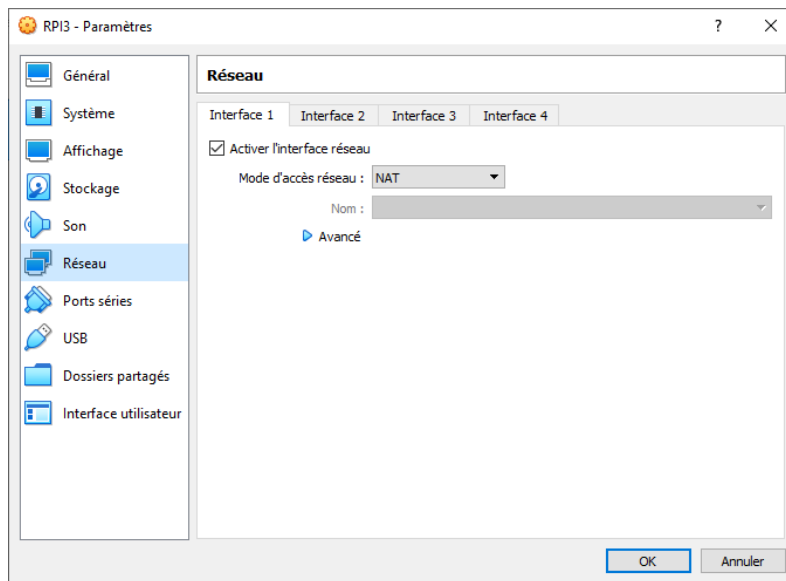 RPI3 - Paramètres
?
Général
Système
Affichage
Stockage
Son
Réseau
Ports séries
USB
Dossiers partagés
Interface utilisateur
Réseau
Interface 1 Interface 2 Interface 3 Interface 4
Activer l'interface réseau
Mode d'accès réseau : NAT
Nom :
Avancé
OK Annuler